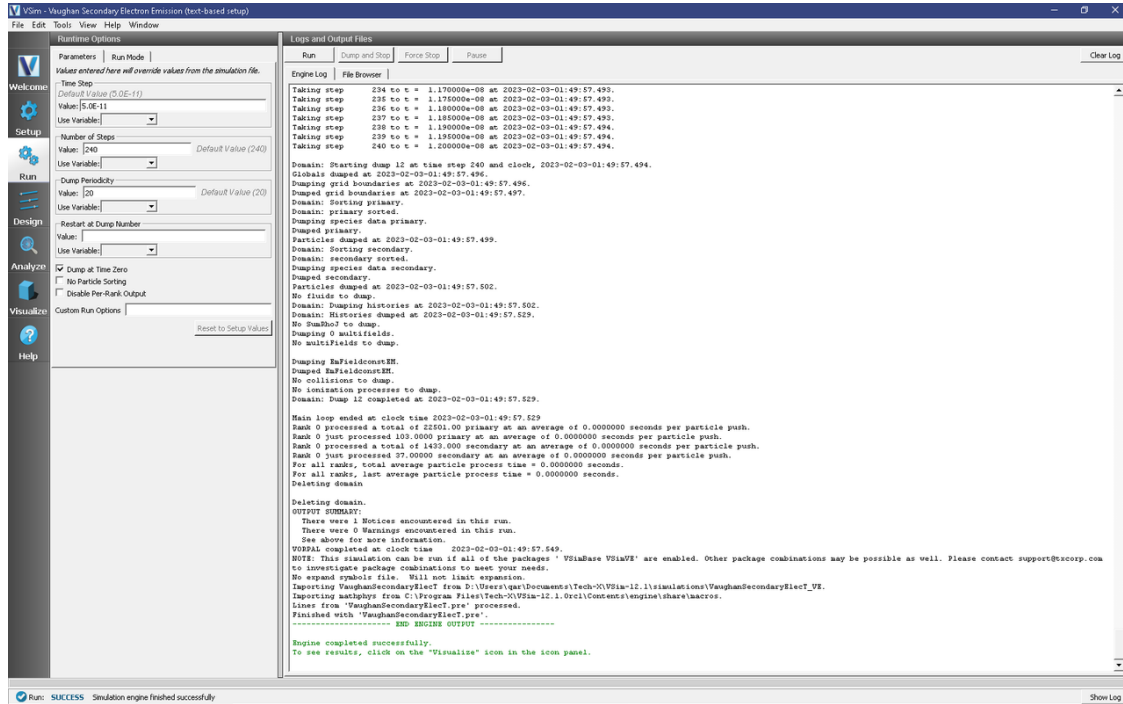 VSim - Vaughan Secondary Electron Emission (text-based setup)
File Edit Tools View Help Window
Welcome
Setup
Run
Design
Analyze
Visualize
Help
Runtime Options
Parameters Run Mode
Values entered here will override values from the simulation file.
Time Step
Default Value (5.0E-11)
Value: 5.0E-11
Use Variable:
Number of Steps
Value: 240 Default Value (240)
Use Variable:
Dump Periodicity
Value: 20 Default Value (20)
Use Variable:
Restart at Dump Number
Value:
Use Variable:
Dump at Time Zero
No Particle Sorting
Disable Per-Rank Output
Custom Run Options
Reset to Setup Values
Logs and Output Files
Run Dump and Stop Force Stop Pause Clear Log
Engine Log File Browser
Taking step 234 to t = 1.170000e-08 at 2023-02-03-01:49:57.493.
Taking step 235 to t = 1.175000e-08 at 2023-02-03-01:49:57.493.
Taking step 236 to t = 1.180000e-08 at 2023-02-03-01:49:57.493.
Taking step 237 to t = 1.185000e-08 at 2023-02-03-01:49:57.493.
Taking step 238 to t = 1.190000e-08 at 2023-02-03-01:49:57.494.
Taking step 239 to t = 1.195000e-08 at 2023-02-03-01:49:57.494.
Taking step 240 to t = 1.200000e-08 at 2023-02-03-01:49:57.494.
Domain: Starting dump 12 at time step 240 and clock, 2023-02-03-01:49:57.494.
Globals dumped at 2023-02-03-01:49:57.496.
Dumping grid boundaries at 2023-02-03-01:49:57.496.
Dumped grid boundaries at 2023-02-03-01:49:57.497.
Domain: Sorting primary.
Domain: primary sorted.
Dumping species data primary.
Dumped primary.
Particles dumped at 2023-02-03-01:49:57.499.
Domain: Sorting secondary.
Domain: secondary sorted.
Dumping species data secondary.
Dumped secondary.
Particles dumped at 2023-02-03-01:49:57.502.
No fluids to dump.
Domain: Dumping histories at 2023-02-03-01:49:57.502.
Domain: Histories dumped at 2023-02-03-01:49:57.529.
No SumRhoJ to dump.
Dumping 0 multifields.
No multiFields to dump.
Dumping EmFieldconstEM.
Dumped EmFieldconstEM.
No collisions to dump.
No ionization processes to dump.
Domain: Dump 12 completed at 2023-02-03-01:49:57.529.
Main loop ended at clock time 2023-02-03-01:49:57.529
Rank 0 processed a total of 22501.00 primary at an average of 0.0000000 seconds per particle push.
Rank 0 just processed 103.0000 primary at an average of 0.0000000 seconds per particle push.
Rank 0 processed a total of 1433.000 secondary at an average of 0.0000000 seconds per particle push.
Rank 0 just processed 37.00000 secondary at an average of 0.0000000 seconds per particle push.
For all ranks, total average particle process time = 0.0000000 seconds.
For all ranks, last average particle process time = 0.0000000 seconds.
Deleting domain
Deleting domain.
OUTPUT SUMMARY:
There were 1 Notices encountered in this run.
There were 0 Warnings encountered in this run.
See above for more information.
VORPAL completed at clock time 2023-02-03-01:49:57.549.
NOTE: This simulation can be run if all of the packages ' VSimBase VSimVE' are enabled. Other package combinations may be possible as well. Please contact support@txcorp.com
to investigate package combinations to meet your needs.
No expand symbols file. Will not limit expansion.
Importing VaughanSecondaryElecT from D:\Users\qar\Documents\Tech-X\VSim-12.1\simulations\VaughanSecondaryElecT_VE.
Importing mathphys from C:\Program Files\Tech-X\VSim-12.1.0rc1\Contents\engine\share\macros.
Lines from 'VaughanSecondaryElecT.pre' processed.
Finished with 'VaughanSecondaryElecT.pre'.
-------------------- END ENGINE OUTPUT ---------------
Engine completed successfully.
To see results, click on the "Visualize" icon in the icon panel.
Run: SUCCESS Simulation engine finished successfully Show Log